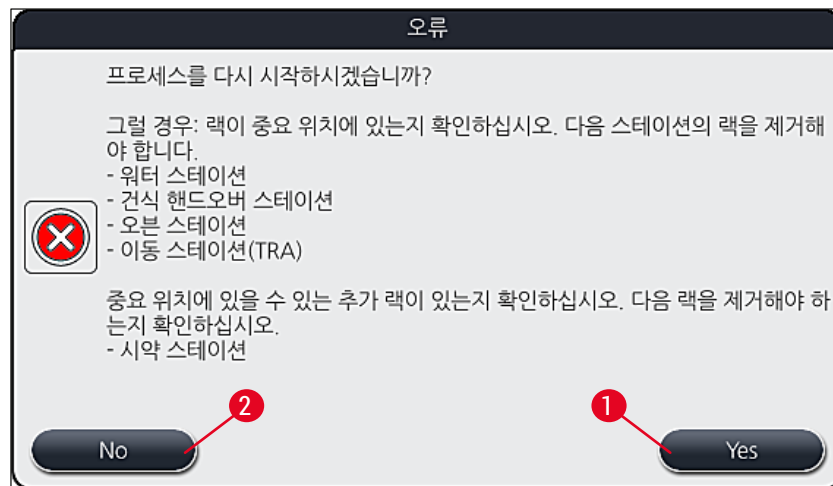 오류
프로세스를 다시 시작하시겠습니까?
그럴 경우: 랙이 중요 위치에 있는지 확인하십시오. 다음 스테이션의 랙을 제거해
야 합니다.
- 워터 스테이션
- 건식 핸드오버 스테이션
- 오븐 스테이션
- 이동 스테이션(TRA)
중요 위치에 있을 수 있는 추가 랙이 있는지 확인하십시오. 다음 랙을 제거해야 하
는지 확인하십시오.
- 시약 스테이션
2 1
No Yes